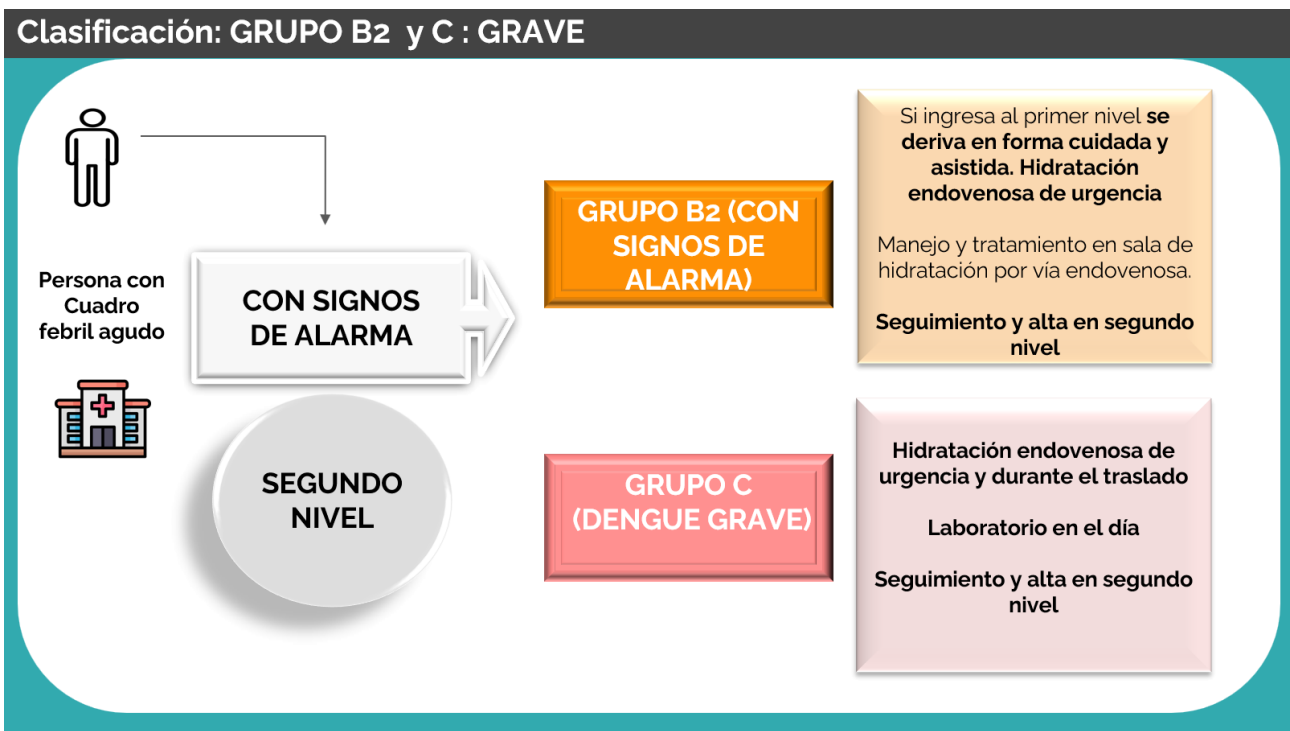 Clasificación: GRUPO B2 y C : GRAVE
Persona con
Cuadro
febril agudo
CON SIGNOS
DE ALARMA
SEGUNDO
NIVEL
GRUPO B2 (CON
SIGNOS DE
ALARMA)
Si ingresa al primer nivel se
deriva en forma cuidada y
asistida. Hidratación
endovenosa de urgencia
Manejo y tratamiento en sala de
hidratación por vía endovenosa.
Seguimiento y alta en segundo
nivel
GRUPO C
(DENGUE GRAVE)
Hidratación endovenosa de
urgencia y durante el traslado
Laboratorio en el día
Seguimiento y alta en segundo
nivel